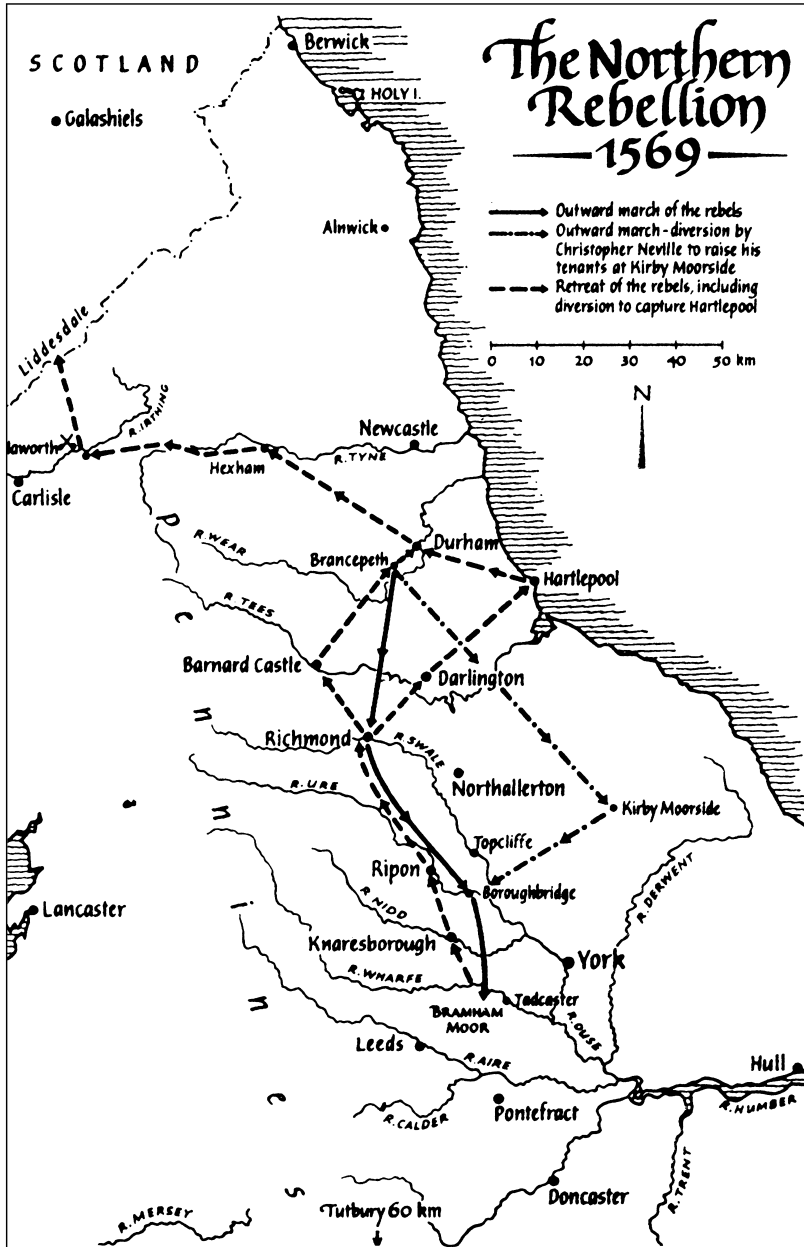 The Northern
Rebellion
1569
Outward march of the rebels
Outward march - diversion by
Christopher Neville to raise his
tenants at Kirby Moorside
Retreat of the rebels, including
diversion to capture Hartlepool
0 10 20 30 40 50 km
N
SCOTLAND
Berwick
HOLY I.
Galashiels
Alnwick
Liddesdale
R.IRTHING
laworth
Newcastle
Hexham
R.TYNE
Carlisle
R.WEAR
Durham
Brancepeth
Hartlepool
R.TEES
Barnard Castle
Darlington
Richmond
R.SWALE
Northallerton
R.URE
Kirby Moorside
Topcliffe
Ripon
Boroughbridge
R.DERWENT
Lancaster
R.NIDD
Knaresborough
York
R.WHARFE
Tadcaster
BRAMHAM
MOOR
R.OUSE
Leeds
R.AIRE
Hull
R.HUMBER
R.CALDER
Pontefract
R.TRENT
Doncaster
R.MERSEY
Tutbury 60 km
pennines